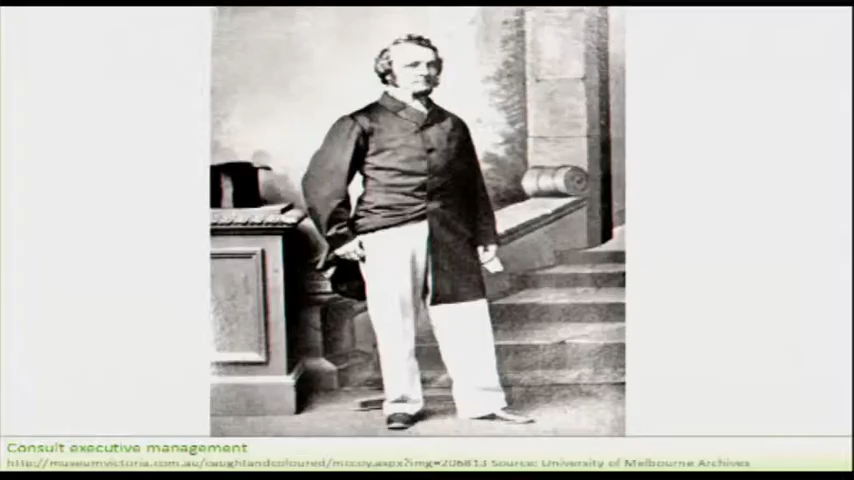 Consult executive management
http://museumvictoria.com.au/caughtandcoloured/mccoy.aspx?img=206813 Source: University of Melbourne Archives